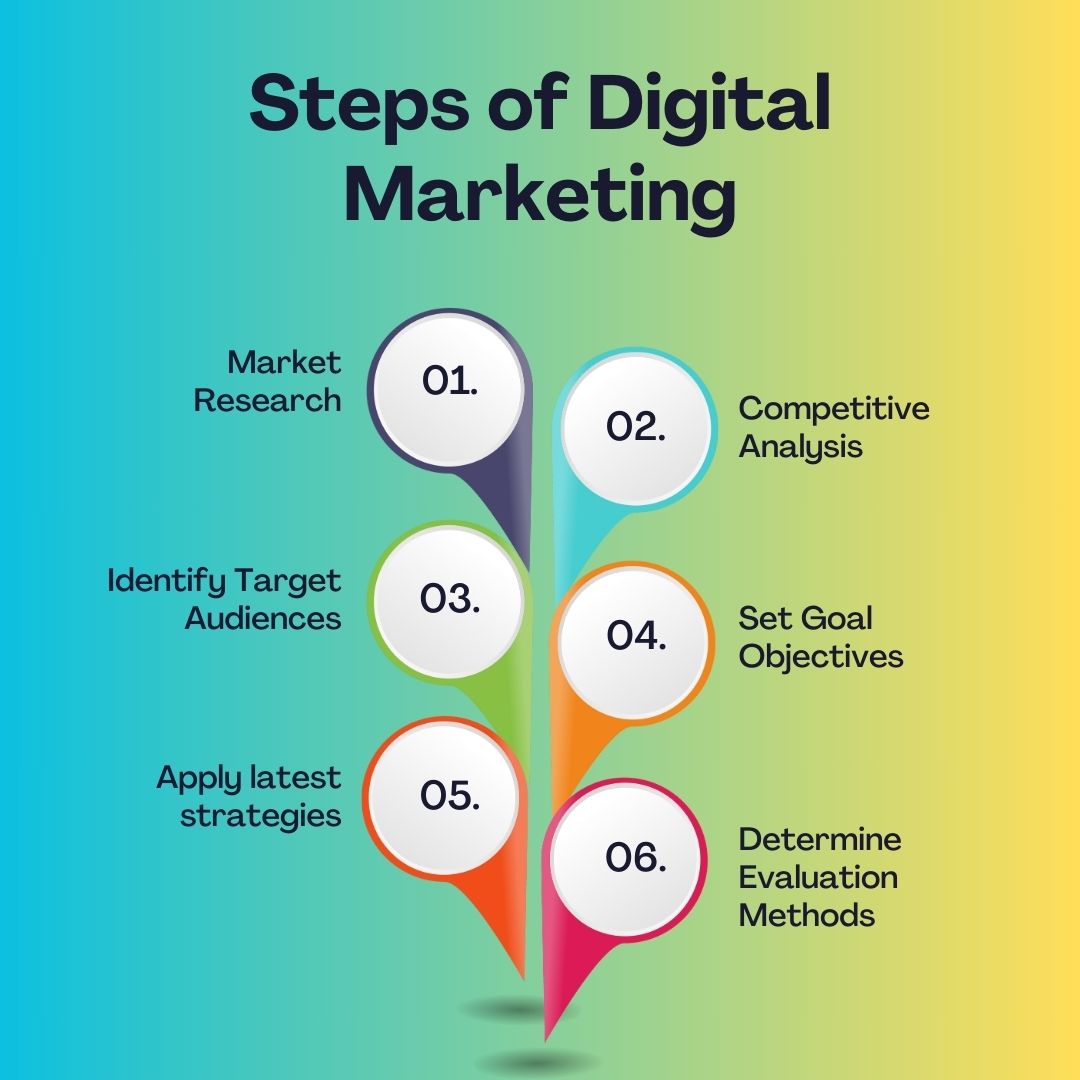 Steps of Digital
Marketing
01.
Market
Research
02.
Competitive
Analysis
03.
Identify Target
Audiences
04.
Set Goal
Objectives
05.
Apply latest
strategies
06.
Determine
Evaluation
Methods